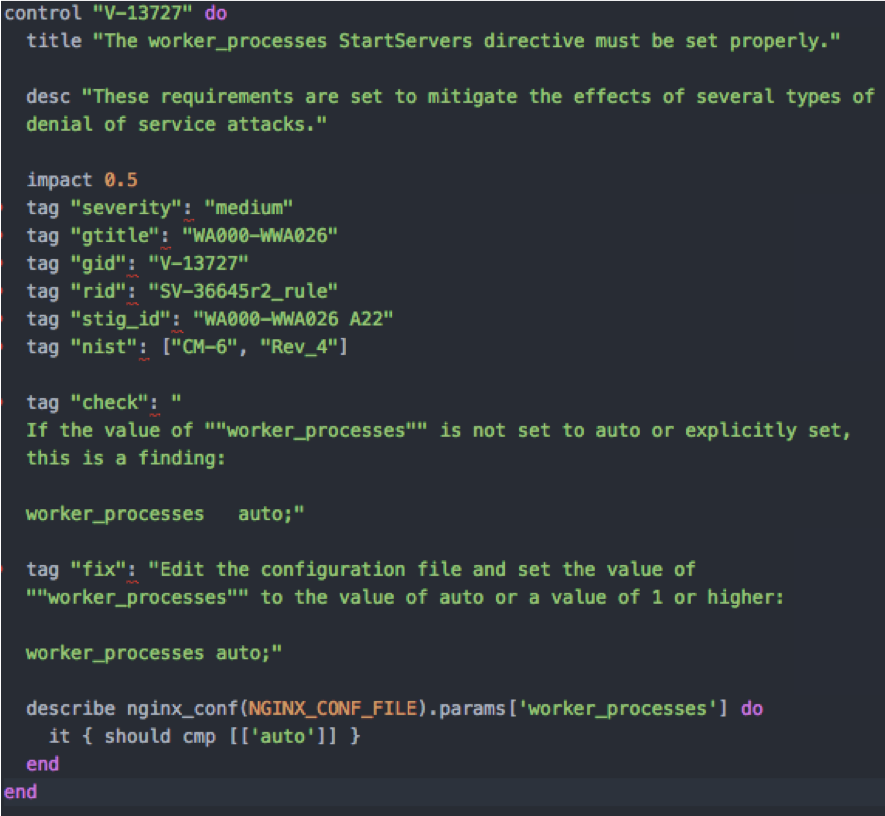 control "V-13727" do
title "The worker_processes StartServers directive must be set properly."
desc "These requirements are set to mitigate the effects of several types of
denial of service attacks."
impact 0.5
tag "severity": "medium"
tag "gtitle": "WA000-WWA026"
tag "gid": "V-13727"
tag "rid": "SV-36645r2_rule"
tag "stig_id": "WA000-WWA026 A22"
tag "nist": ["CM-6", "Rev_4"]
tag "check": "
If the value of ""worker_processes"" is not set to auto or explicitly set,
this is a finding:
worker_processes   auto;"
tag "fix": "Edit the configuration file and set the value of
""worker_processes"" to the value of auto or a value of 1 or higher:
worker_processes auto;"
describe nginx_conf(NGINX_CONF_FILE).params['worker_processes'] do
it { should cmp [['auto']] }
end
end